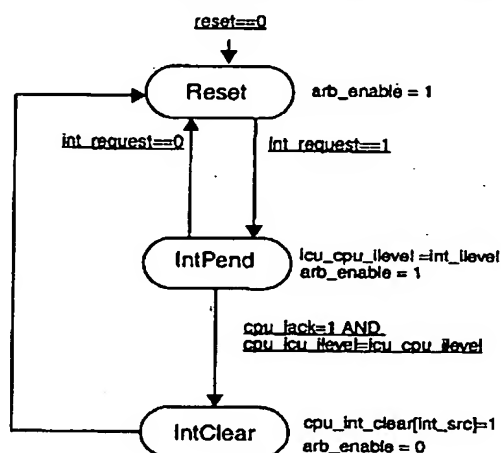 reset==0
Reset
arb_enable = 1
int_request==0
int_request==1
IntPend
icu_cpu_ilevel =int_ilevel
arb_enable = 1
cpu_iack=1 AND
cpu_icu_ilevel=icu_cpu_ilevel
IntClear
cpu_int_clear[int_src]=1
arb_enable = 0